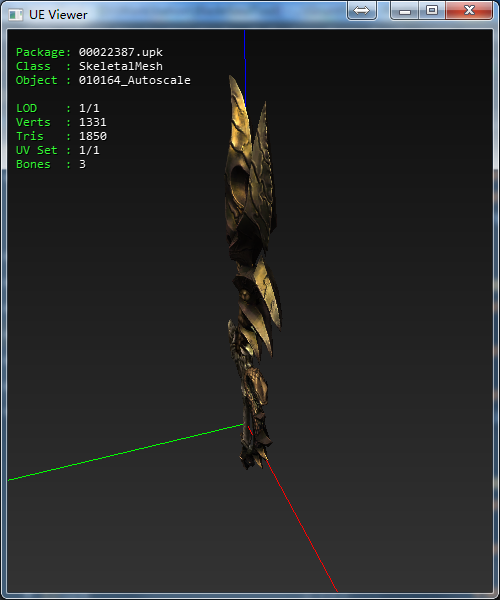 UE Viewer
Package: 00022387.upk
Class : SkeletalMesh
Object : 010164_Autoscale
LOD : 1/1
Verts : 1331
Tris : 1850
UV Set : 1/1
Bones : 3